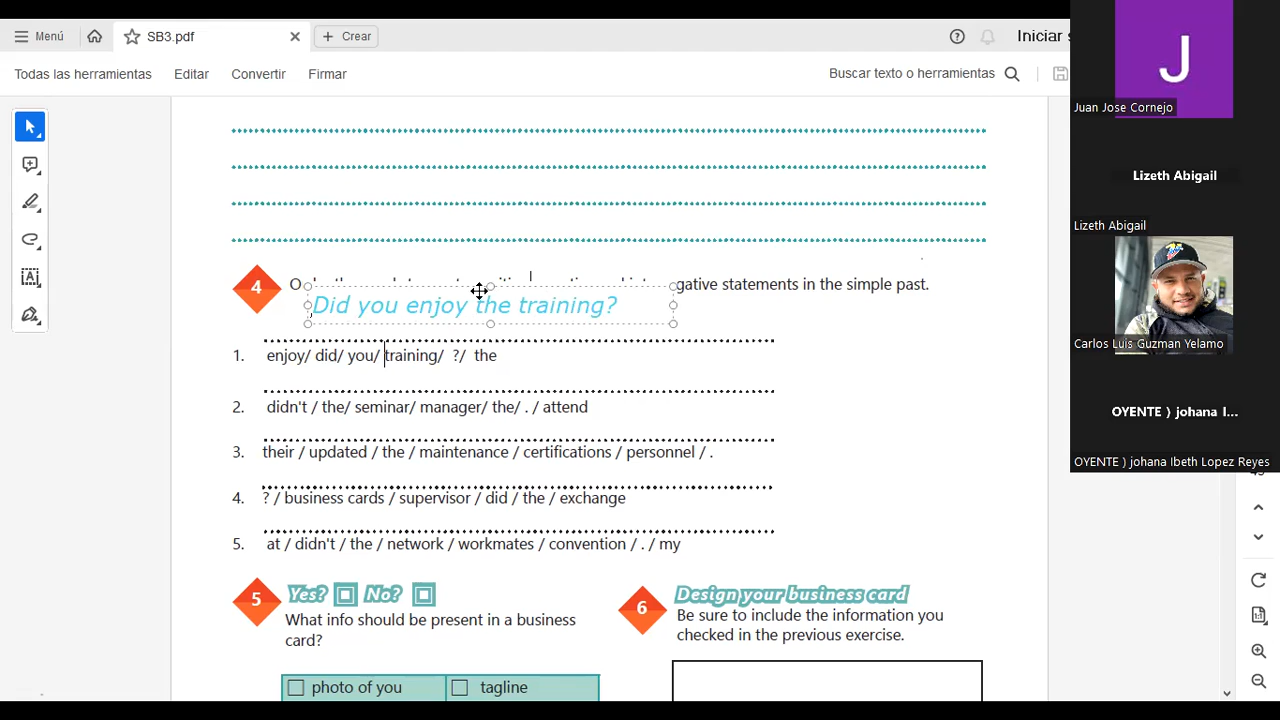 Menú
SB3.pdf
Crear
Iniciar
Todas las herramientas
Editar
Convertir
Firmar
Buscar texto o herramientas
4
gative statements in the simple past.
Did you enjoy the training?
1. enjoy/ did/ you/ training/ ?/ the
2. didn't / the/ seminar/ manager/ the/ . / attend
3. their / updated / the / maintenance / certifications / personnel / .
4. ? / business cards / supervisor / did / the / exchange
5. at / didn't / the / network / workmates / convention / . / my
5 Yes? No?
What info should be present in a business
card?
photo of you
tagline
6 Design your business card
Be sure to include the information you
checked in the previous exercise.
J
Juan Jose Cornejo
Lizeth Abigail
Lizeth Abigail
Carlos Luis Guzman Yelamo
OYENTE ) johana I...
OYENTE ) johana Ibeth Lopez Reyes